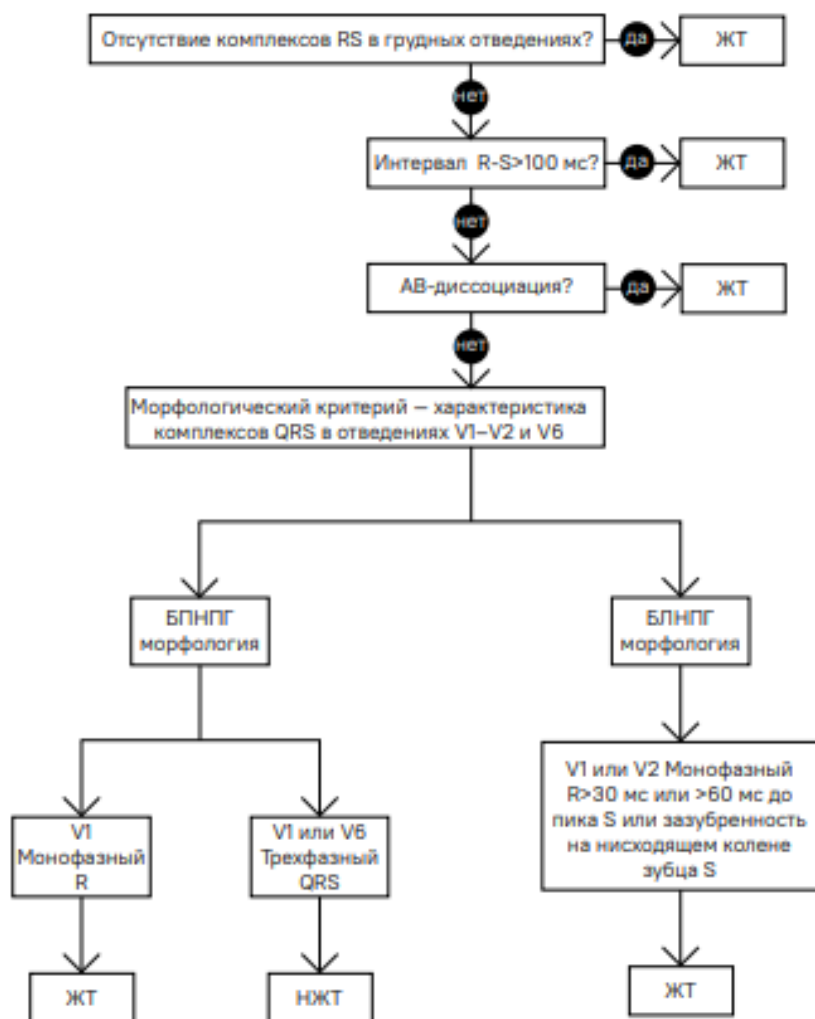 Отсутствие комплексов RS в грудных отведениях?
да
ЖТ
нет
Интервал R-S>100 мс?
да
ЖТ
нет
АВ-диссоциация?
да
ЖТ
нет
Морфологический критерий — характеристика
комплексов QRS в отведениях V1–V2 и V6
БПНПГ
морфология
БЛНПГ
морфология
V1
Монофазный
R
V1 или V6
Трехфазный
QRS
V1 или V2 Монофазный
R>30 мс или >60 мс до
пика S или зазубренность
на нисходящем колене
зубца S
ЖТ
НЖТ
ЖТ